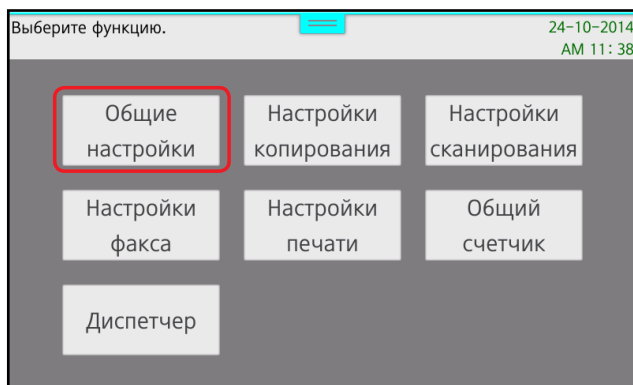 Выберите функцию.
24-10-2014
AM 11: 38
Общие
настройки
Настройки
копирования
Настройки
сканирования
Настройки
факса
Настройки
печати
Общий
счетчик
Диспетчер